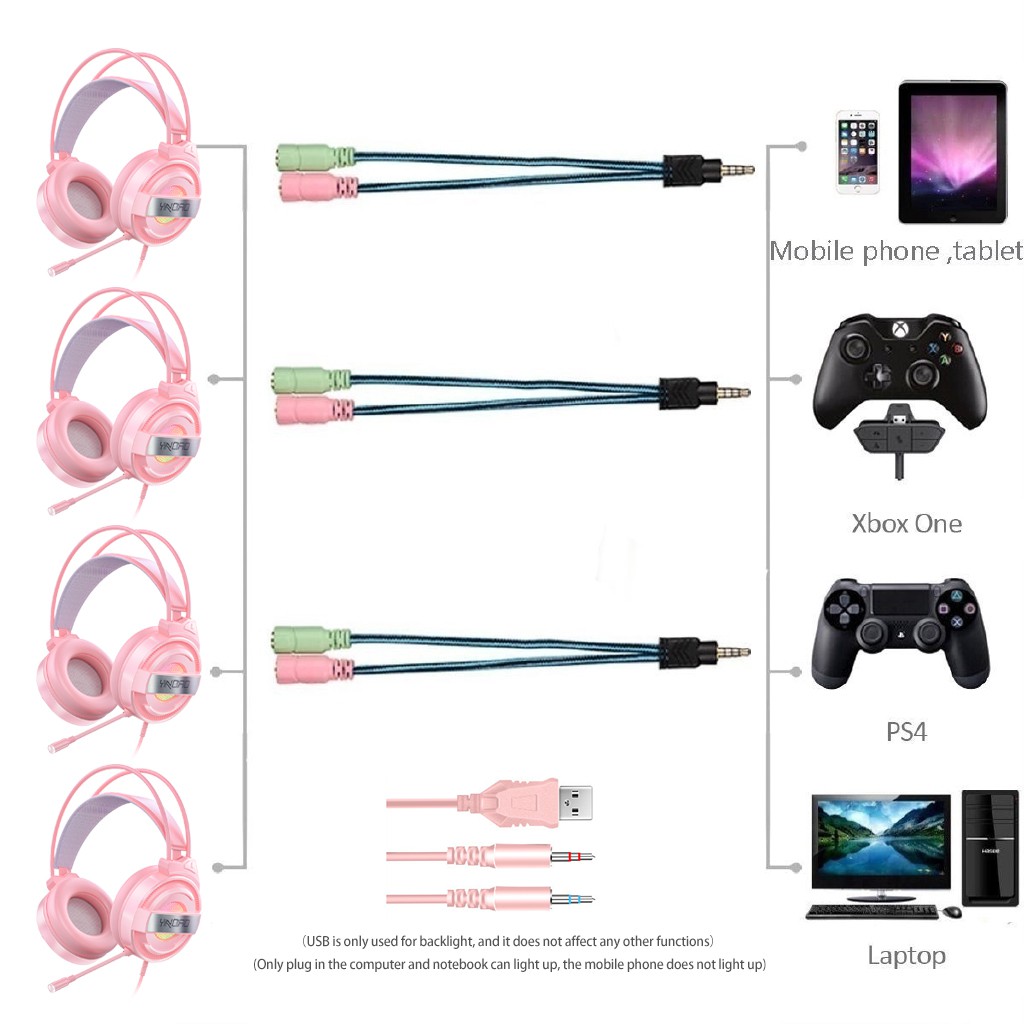 Mobile phone ,tablet
Xbox One
PS4
Laptop
(USB is only used for backlight, and it does not affect any other functions)
(Only plug in the computer and notebook can light up, the mobile phone does not light up)